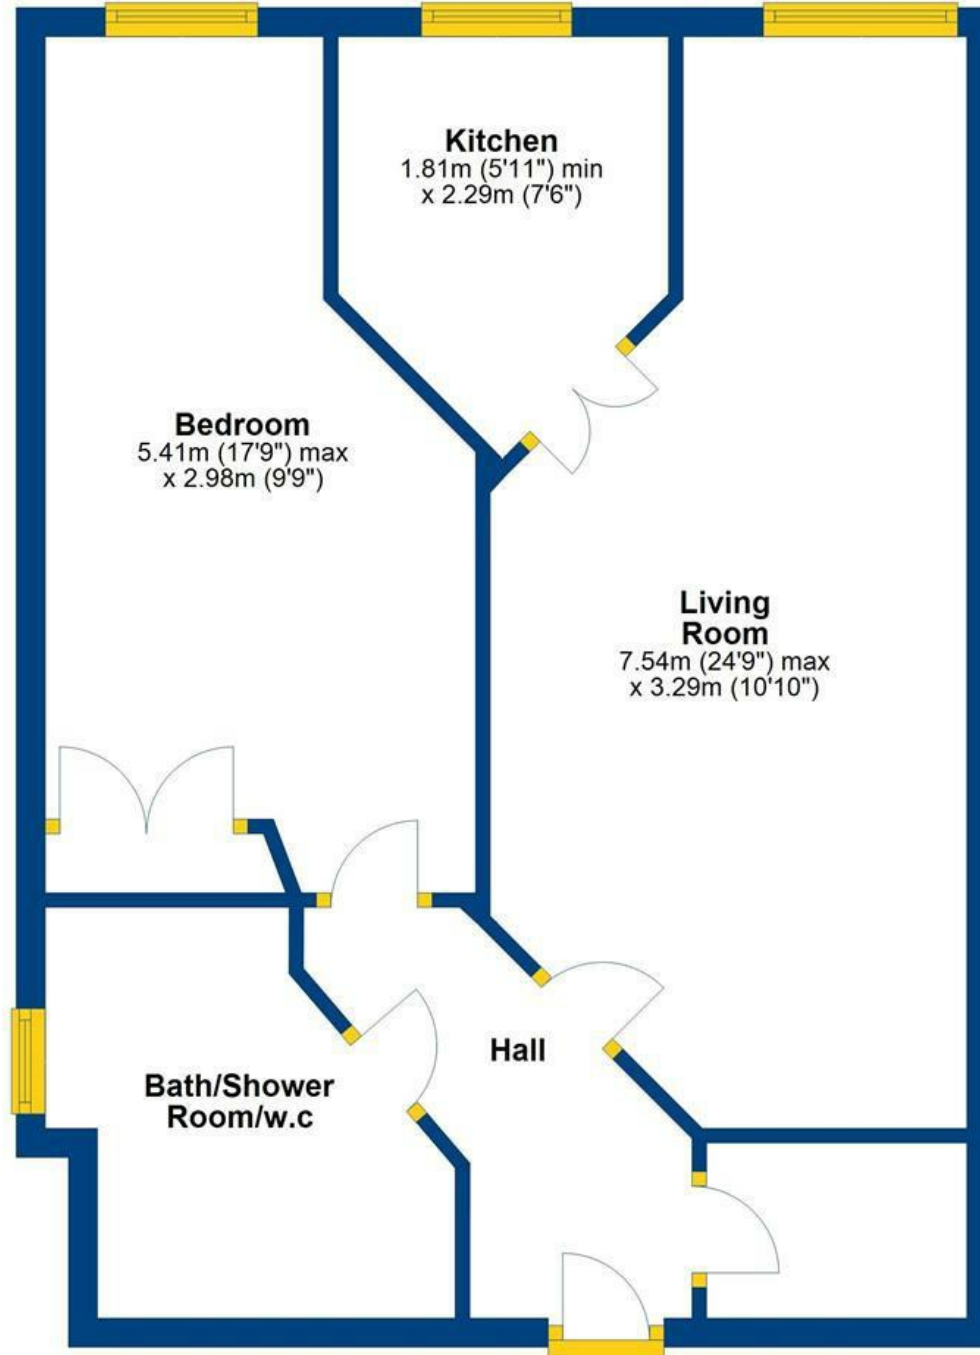 Kitchen
1.81m (5'11") min
x 2.29m (7'6")
Bedroom
5.41m (17'9") max
x 2.98m (9'9")
Living
Room
7.54m (24'9") max
x 3.29m (10'10")
Hall
Bath/Shower
Room/w.c